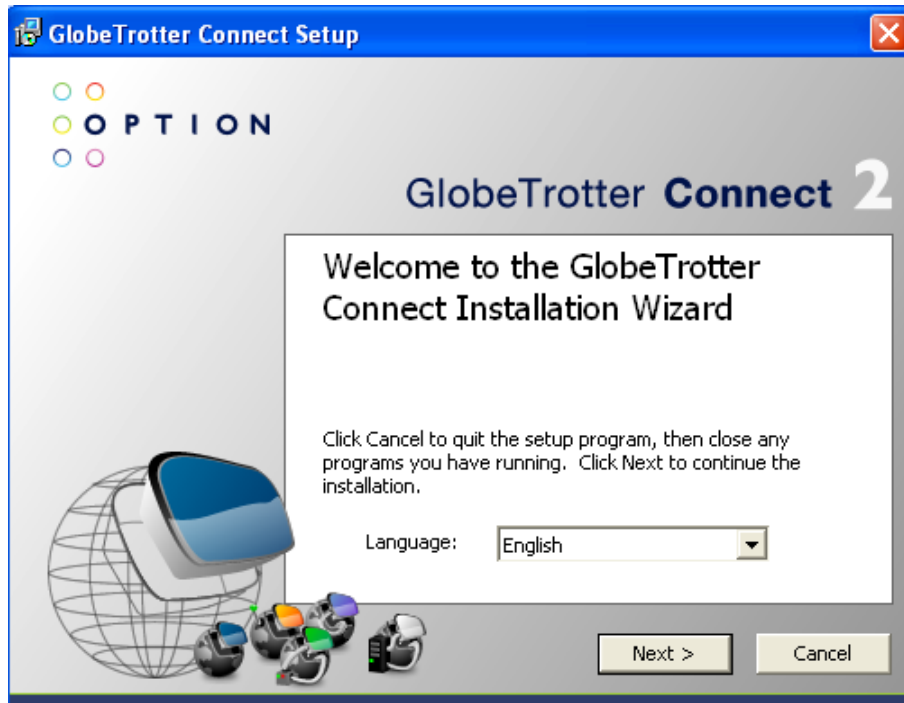 GlobeTrotter Connect Setup
OPTION
GlobeTrotter Connect 2
Welcome to the GlobeTrotter
Connect Installation Wizard
Click Cancel to quit the setup program, then close any
programs you have running. Click Next to continue the
installation.
Language: English
Next > Cancel